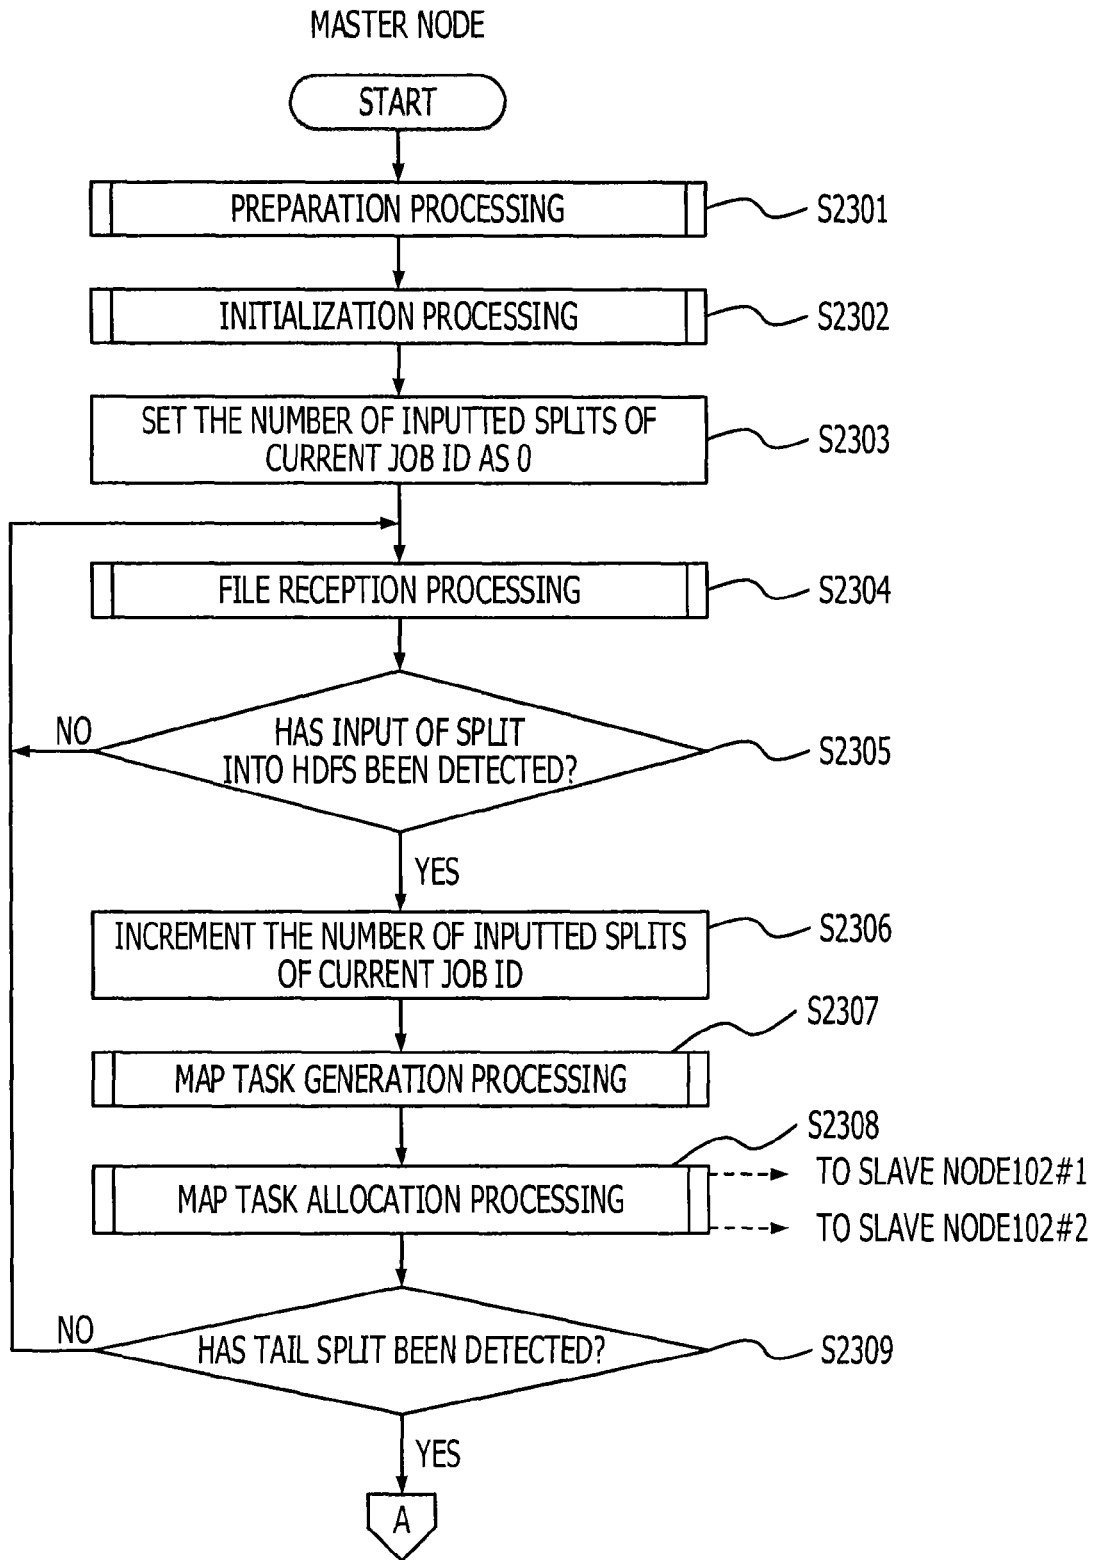 MASTER NODE
START
PREPARATION PROCESSING
S2301
INITIALIZATION PROCESSING
S2302
SET THE NUMBER OF INPUTTED SPLITS OF
CURRENT JOB ID AS 0
S2303
FILE RECEPTION PROCESSING
S2304
NO
HAS INPUT OF SPLIT
INTO HDFS BEEN DETECTED?
S2305
YES
INCREMENT THE NUMBER OF INPUTTED SPLITS
OF CURRENT JOB ID
S2306
S2307
MAP TASK GENERATION PROCESSING
S2308
MAP TASK ALLOCATION PROCESSING
TO SLAVE NODE102#1
TO SLAVE NODE102#2
NO
HAS TAIL SPLIT BEEN DETECTED?
S2309
YES
A